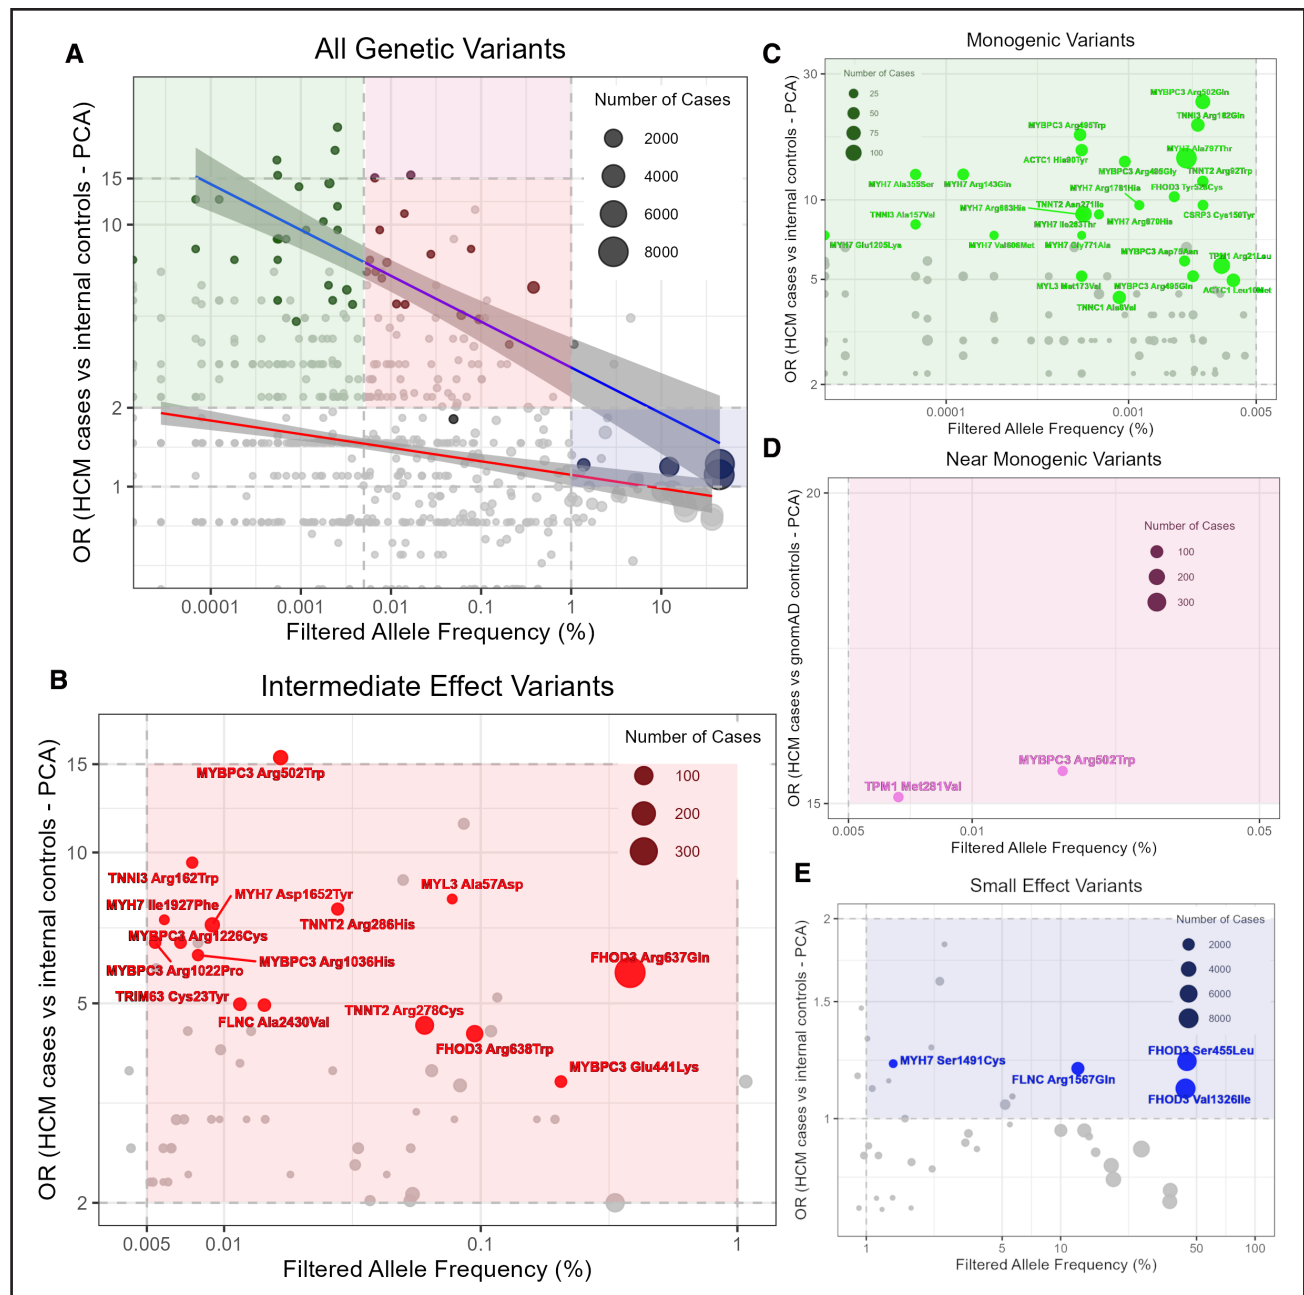 A
All Genetic Variants
OR (HCM cases vs internal controls - PCA)
15
10
2
1
Number of Cases
2000
4000
6000
8000
0.0001
0.001
0.01
0.1
1
10
Filtered Allele Frequency (%)
B
Intermediate Effect Variants
OR (HCM cases vs internal controls - PCA)
15
10
5
2
Number of Cases
100
200
300
MYBPC3 Arg502Trp
TNNI3 Arg162Trp
MYH7 Asp1652Tyr
MYL3 Ala57Asp
MYH7 Ile1927Phe
TNNT2 Arg286His
MYBPC3 Arg1226Cys
MYBPC3 Arg1036His
FHOD3 Arg637Gln
MYBPC3 Arg1022Pro
TRIM63 Cys23Tyr
FLNC Ala2430Val
TNNT2 Arg278Cys
FHOD3 Arg638Trp
MYBPC3 Glu441Lys
0.005
0.01
0.1
1
Filtered Allele Frequency (%)
C
Monogenic Variants
OR (HCM cases vs internal controls - PCA)
30
10
5
2
Number of Cases
25
50
75
100
MYBPC3 Arg502Gln
TNNI3 Arg182Gln
MYBPC3 Arg495Trp
MYH7 Ala797Thr
ACTC1 His90Tyr
MYBPC3 Arg495Gly
TNNT2 Arg92Trp
MYH7 Ala355Ser
MYH7 Arg143Gln
MYH7 Arg1781His
FHOD3 Tyr528Cys
MYH7 Arg663His
TNNT2 Asn271Ile
TNNI3 Ala157Val
MYH7 Ile263Thr
MYH7 Arg870His
CSRP3 Cys150Tyr
MYH7 Glu1205Lys
MYH7 Val606Met
MYH7 Gly771Ala
MYBPC3 Asp75Asn
TPM1 Arg21Leu
MYL3 Met173Val
MYBPC3 Arg495Gln
ACTC1 Leu10Met
TNNC1 Ala8Val
0.0001
0.001
0.005
Filtered Allele Frequency (%)
D
Near Monogenic Variants
OR (HCM cases vs gnomAD controls - PCA)
20
15
Number of Cases
100
200
300
MYBPC3 Arg502Trp
TPM1 Met281Val
0.005
0.01
0.05
Filtered Allele Frequency (%)
E
Small Effect Variants
OR (HCM cases vs internal controls - PCA)
2
1.5
1
Number of Cases
2000
4000
6000
8000
FHOD3 Ser455Leu
MYH7 Ser1491Cys
FLNC Arg1567Gln
FHOD3 Val1326Ile
1
5
10
50
100
Filtered Allele Frequency (%)